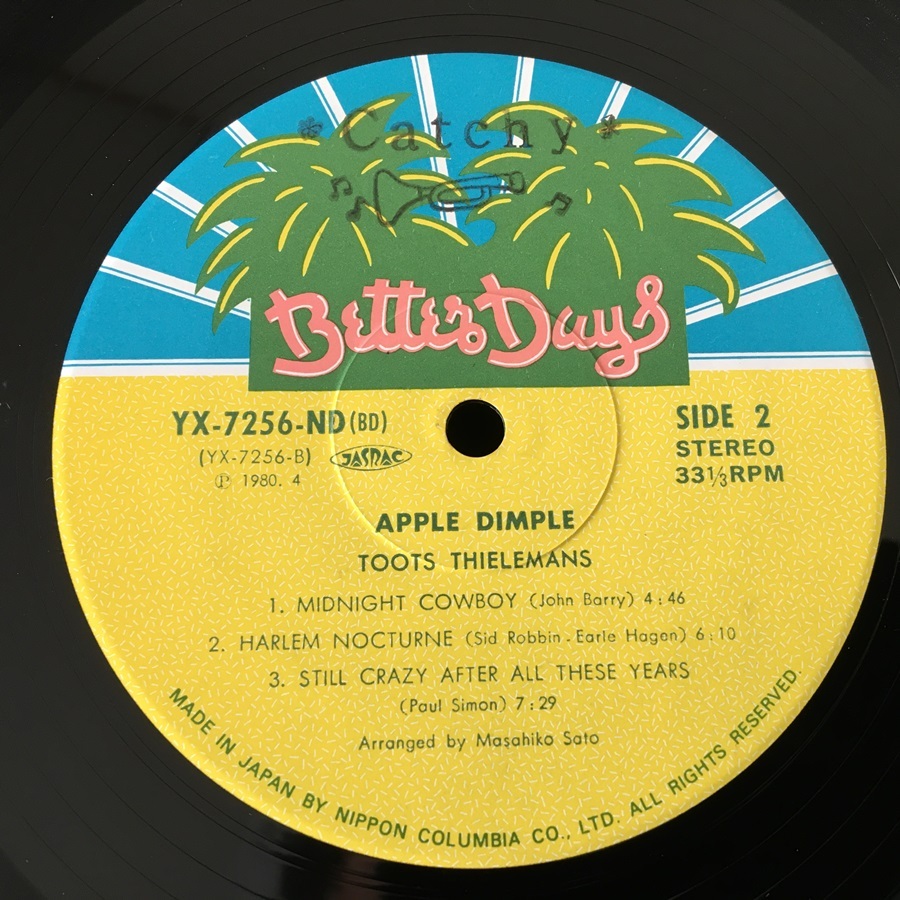 * Catchy *
Better Days
YX-7256-ND (BD)
(YX-7256-B) JASRAC
℗ 1980. 4
SIDE 2
STEREO
33⅓RPM
APPLE DIMPLE
TOOTS THIELEMANS
1. MIDNIGHT COWBOY (John Barry) 4:46
2. HARLEM NOCTURNE (Sid Robbin - Earle Hagen) 6:10
3. STILL CRAZY AFTER ALL THESE YEARS
(Paul Simon) 7:29
Arranged by Masahiko Sato
MADE IN JAPAN BY NIPPON COLUMBIA CO., LTD. ALL RIGHTS RESERVED.